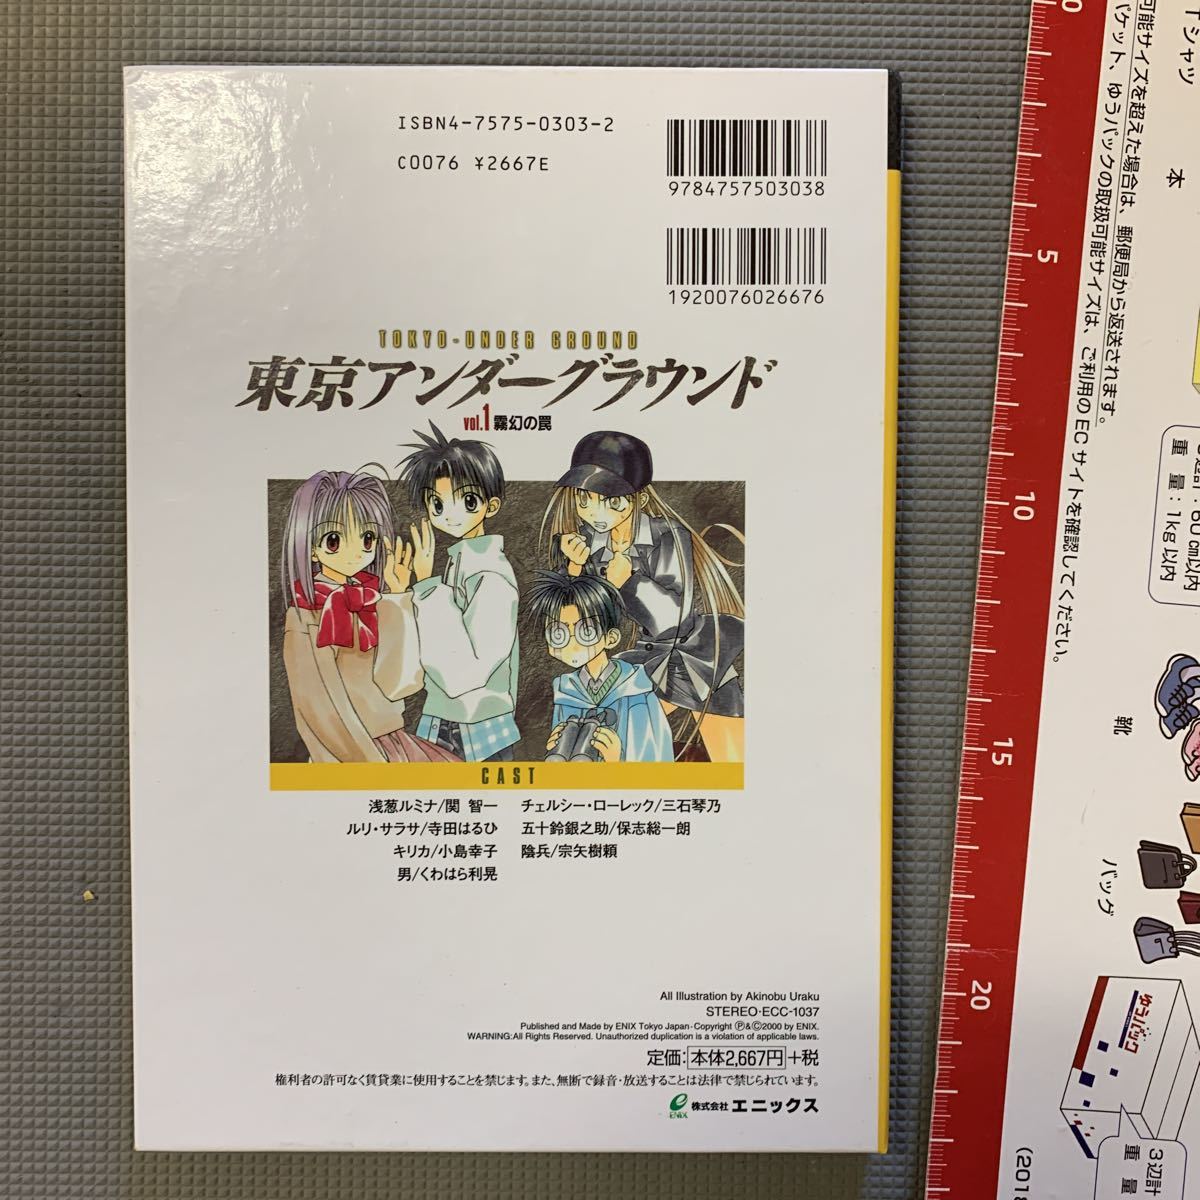 ISBN4-7575-0303-2
C0076 ¥2667E
9784757503038
1920076026676
TOKYO-UNDER GROUND
東京アンダーグラウンド
vol.1 霧幻の罠
CAST
浅葱ルミナ/関 智一
チェルシー・ローレック/三石琴乃
ルリ・サラサ/寺田はるひ
五十鈴銀之助/保志総一朗
キリカ/小島幸子
陰兵/宗矢樹頼
男/くわはら利晃
All Illustration by Akinobu Uraku
STEREO·ECC-1037
Published and Made by ENIX Tokyo Japan·Copyright Ⓟ&Ⓒ2000 by ENIX.
WARNING:All Rights Reserved. Unauthorized duplication is a violation of applicable laws.
定価:本体2,667円+税
権利者の許可なく賃貸業に使用することを禁じます。また、無断で録音・放送することは法律で禁じられています。
ENIX 株式会社 エニックス
可能サイズを超えた場合は、郵便局から返送されます。
パケット、ゆうパックの取扱可能サイズは、ご利用のECサイトを確認してください。
Tシャツ
本
靴
バッグ
60cm以内
重量:1kg以内
5
10
15
20
ゆうパック
3辺計
重量